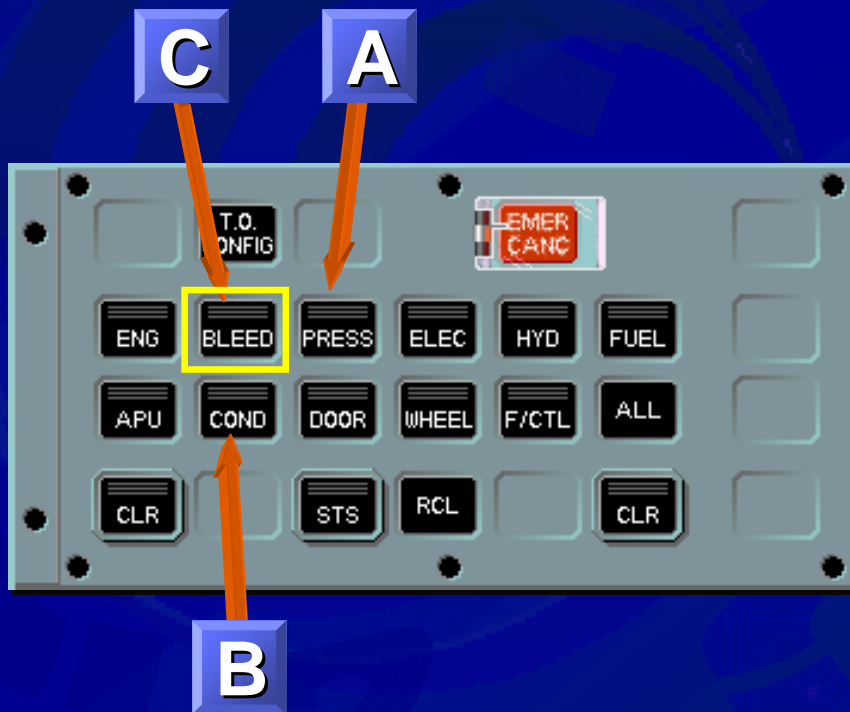 C A
T.O.
CONFIG
EMER
CANC
ENG BLEED PRESS ELEC HYD FUEL
APU COND DOOR WHEEL F/CTL ALL
CLR STS RCL CLR
B